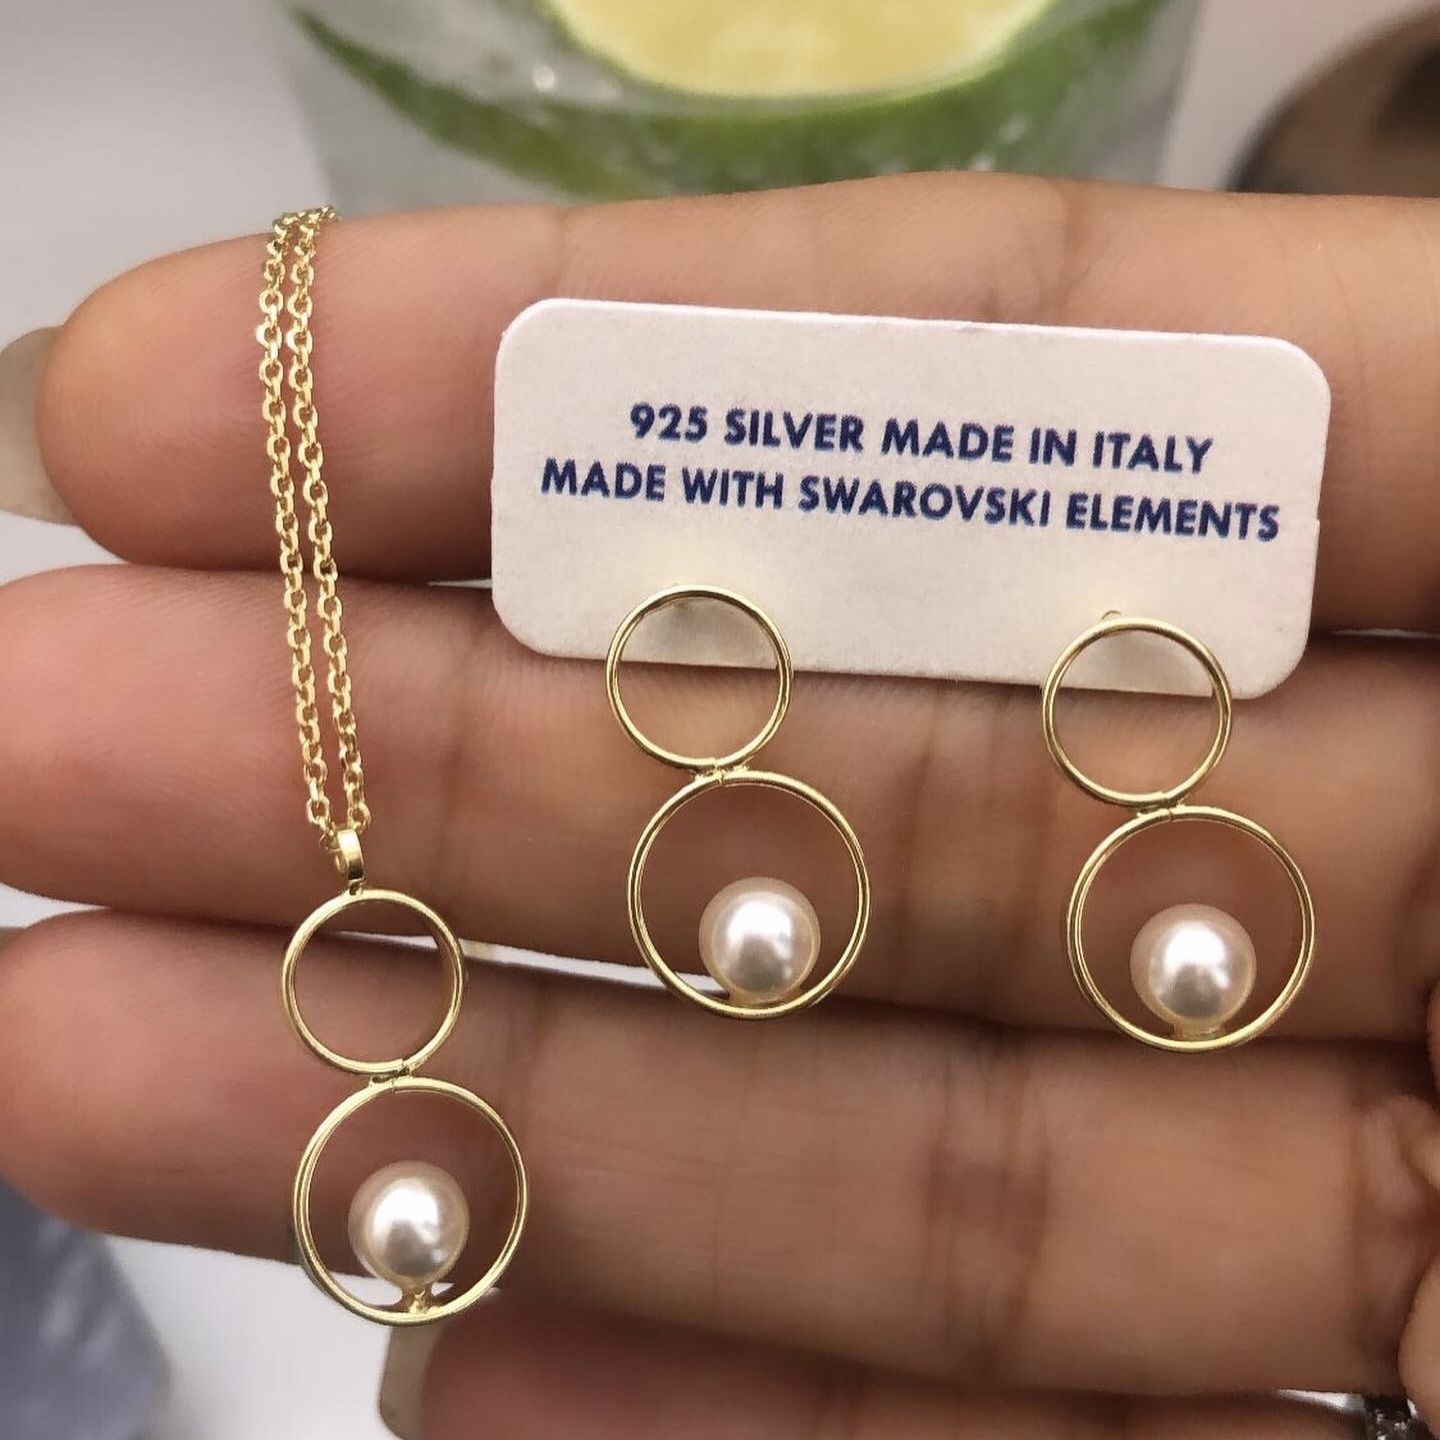 925 SILVER MADE IN ITALY
MADE WITH SWAROVSKI ELEMENTS